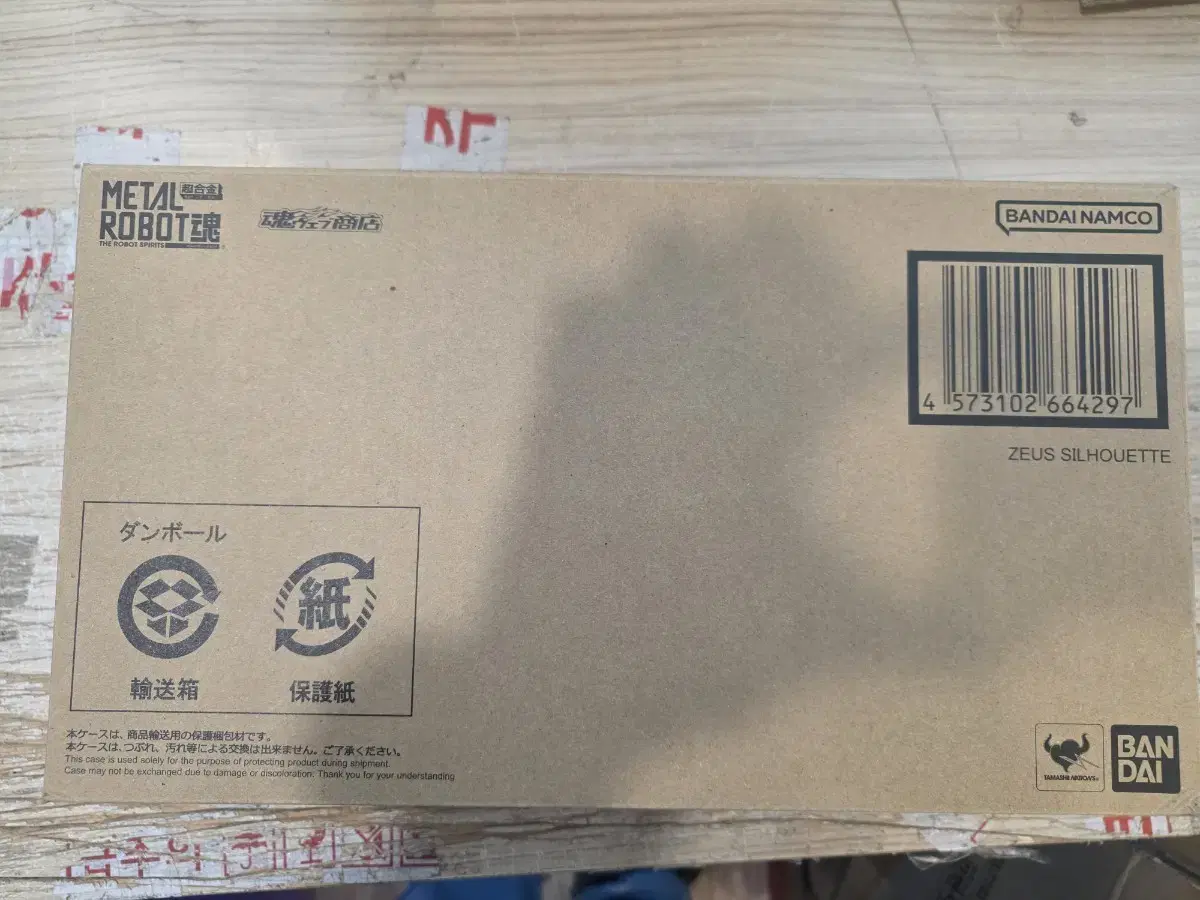 METAL
超合金
ROBOT魂
THE ROBOT SPIRITS
魂ウェブ商店
BANDAI NAMCO
4 573102 664297
ZEUS SILHOUETTE
ダンボール
紙
輸送箱
保護紙
本ケースは、商品輸送用の保護梱包材です。
本ケースは、つぶれ、汚れ等による交換は出来ません。ご了承ください。
This case is used solely for the purpose of protecting product during shipment.
Case may not be exchanged due to damage or discoloration. Thank you for your understanding
TAMASHII NATIONS
BAN
DAI